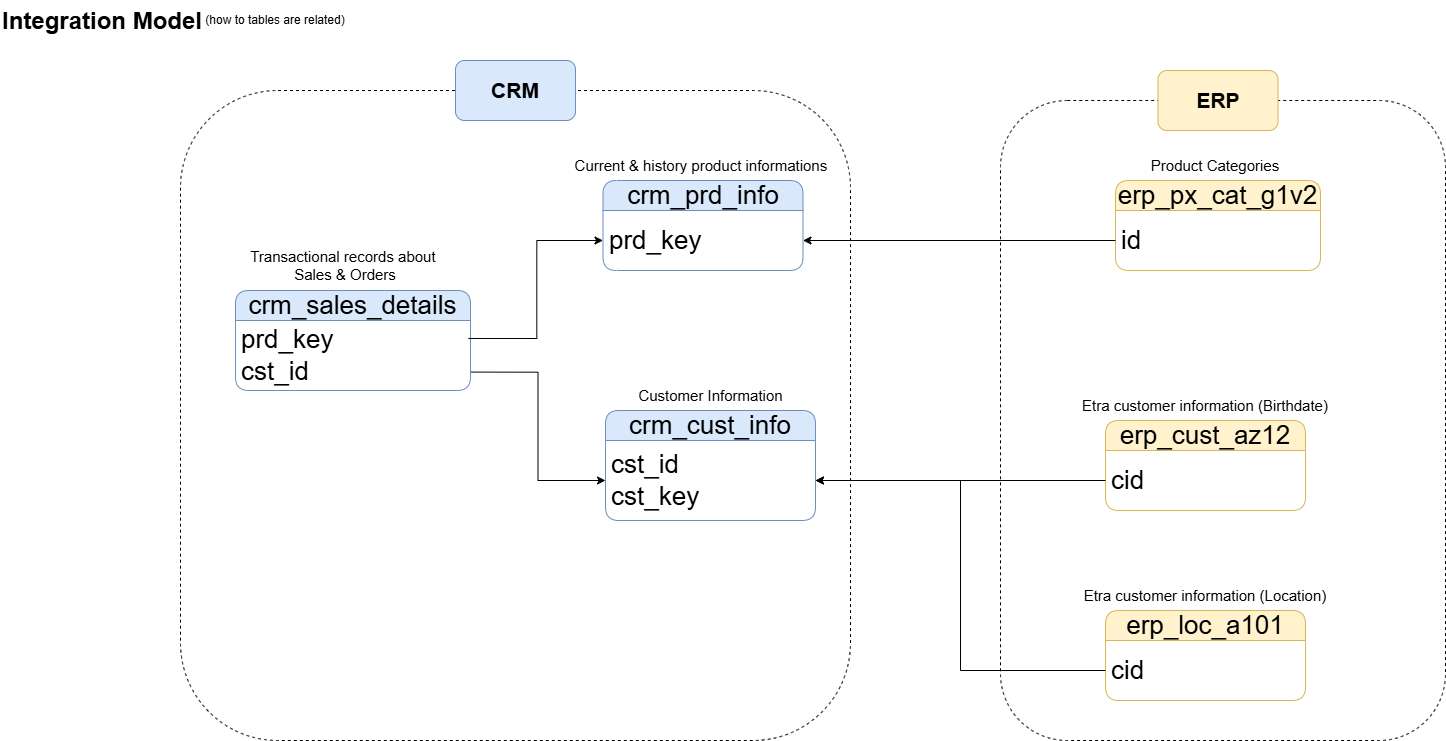 Integration Model (how to tables are related)
CRM
ERP
Current & history product informations
crm_prd_info
prd_key
Product Categories
erp_px_cat_g1v2
id
Transactional records about
Sales & Orders
crm_sales_details
prd_key
cst_id
Customer Information
crm_cust_info
cst_id
cst_key
Etra customer information (Birthdate)
erp_cust_az12
cid
Etra customer information (Location)
erp_loc_a101
cid